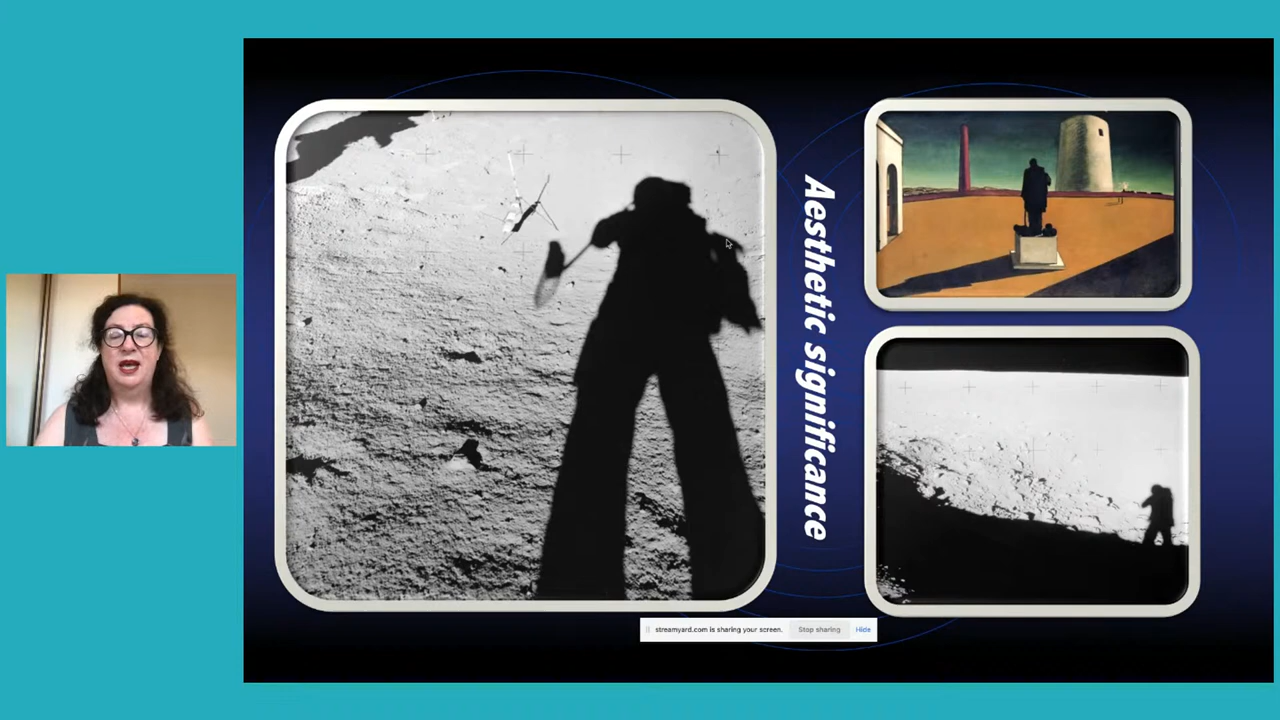 Aesthetic significance
streamyard.com is sharing your screen.
Stop sharing
Hide